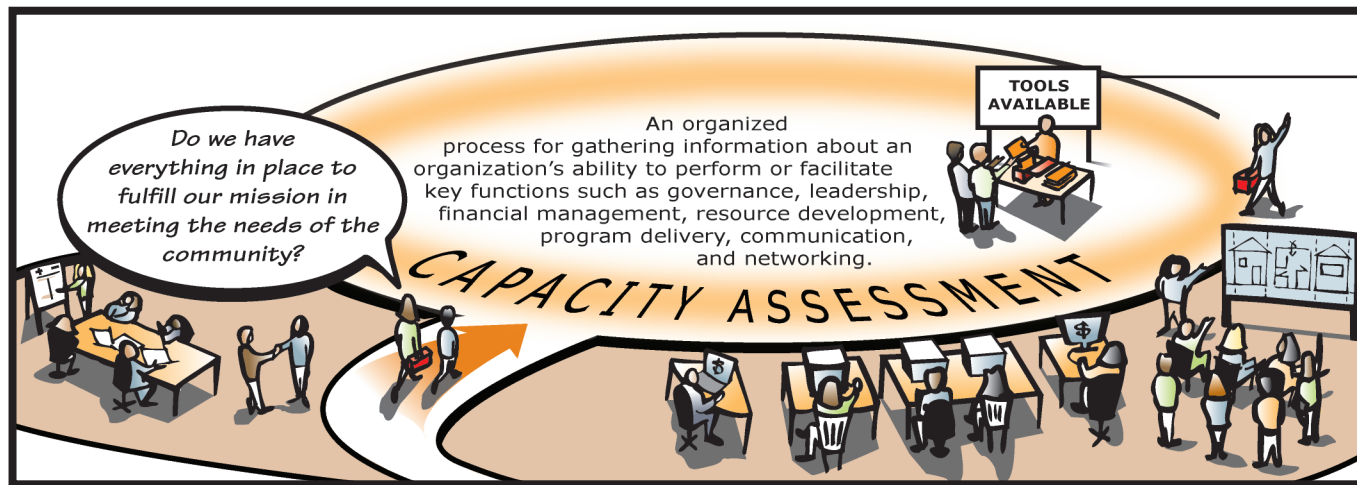 Do we have
everything in place to
fulfill our mission in
meeting the needs of the
community?
An organized
process for gathering information about an
organization's ability to perform or facilitate
key functions such as governance, leadership,
financial management, resource development,
program delivery, communication,
and networking.
TOOLS
AVAILABLE
CAPACITY ASSESSMENT
$
$
$